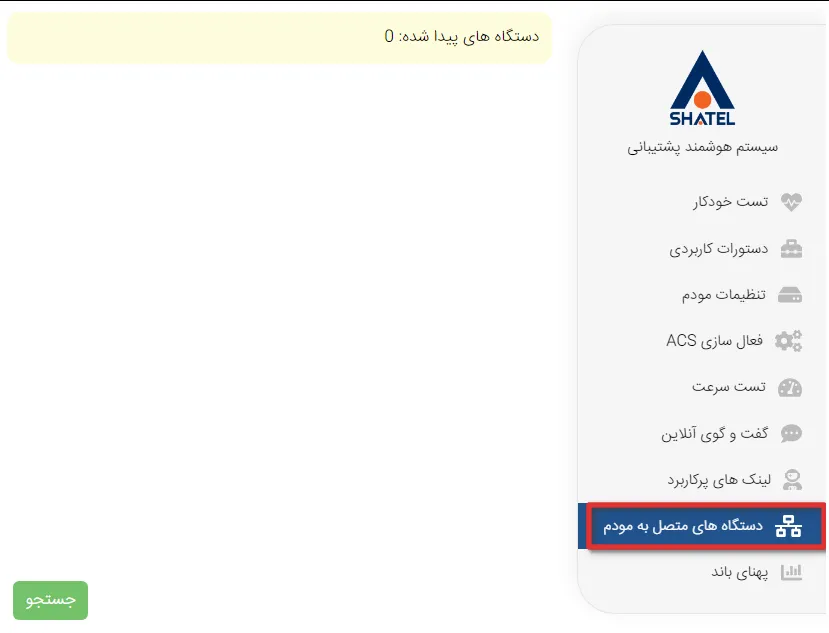 دستگاه های پیدا شده: 0
SHATEL
سیستم هوشمند پشتیبانی
تست خودکار
دستورات کاربردی
تنظیمات مودم
فعال سازی ACS
تست سرعت
گفت و گوی آنلاین
لینک های پرکاربرد
دستگاه های متصل به مودم
پهنای باند
جستجو